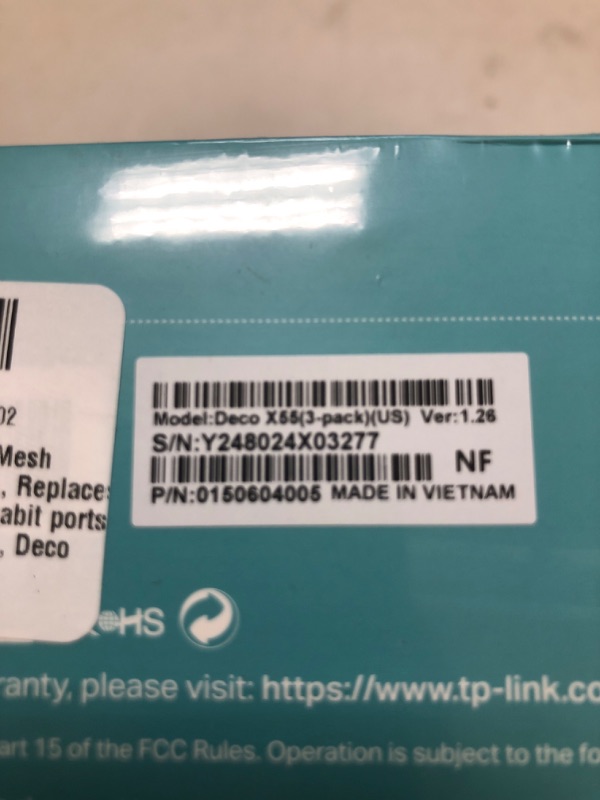 02
Mesh
, Replace
abit ports
, Deco
Model:Deco X55(3-pack)(US) Ver:1.26
S/N:Y248024X03277
NF
P/N:0150604005 MADE IN VIETNAM
HS
ranty, please visit: https://www.tp-link.co
art 15 of the FCC Rules. Operation is subject to the fo